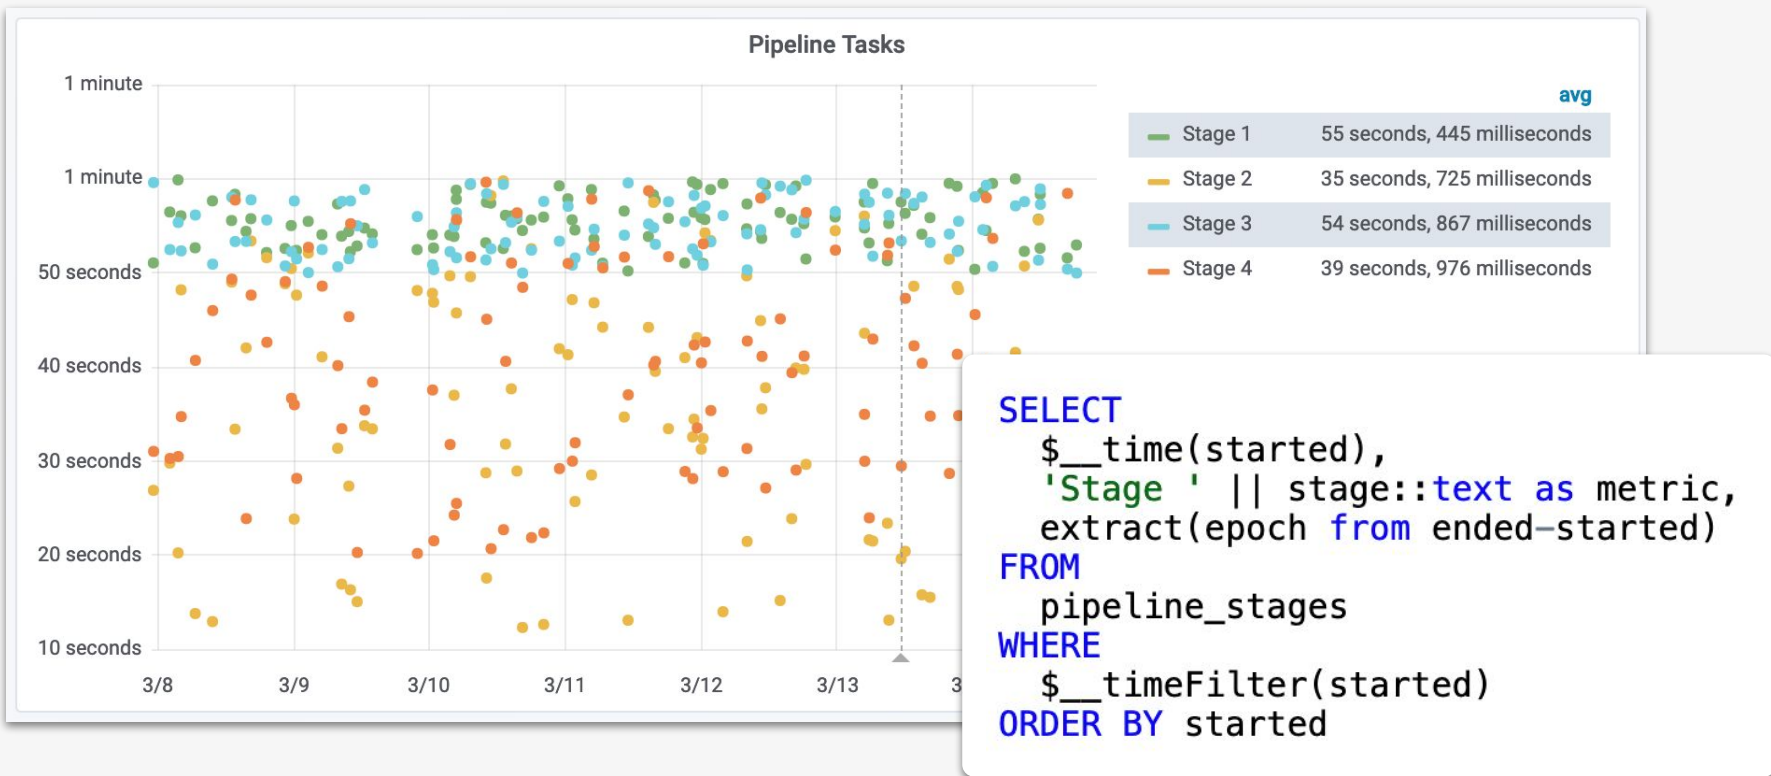 Pipeline Tasks
1 minute
1 minute
50 seconds
40 seconds
30 seconds
20 seconds
10 seconds
3/8 3/9 3/10 3/11 3/12 3/13 3
avg
Stage 1 55 seconds, 445 milliseconds
Stage 2 35 seconds, 725 milliseconds
Stage 3 54 seconds, 867 milliseconds
Stage 4 39 seconds, 976 milliseconds
SELECT
$__time(started),
'Stage ' || stage::text as metric,
extract(epoch from ended-started)
FROM
pipeline_stages
WHERE
$__timeFilter(started)
ORDER BY started